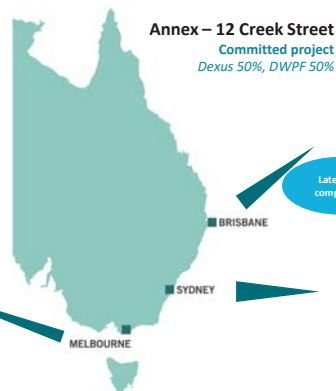 Annex – 12 Creek Street
Committed project
Dexus 50%, DWPF 50%
BRISBANE
SYDNEY
MELBOURNE